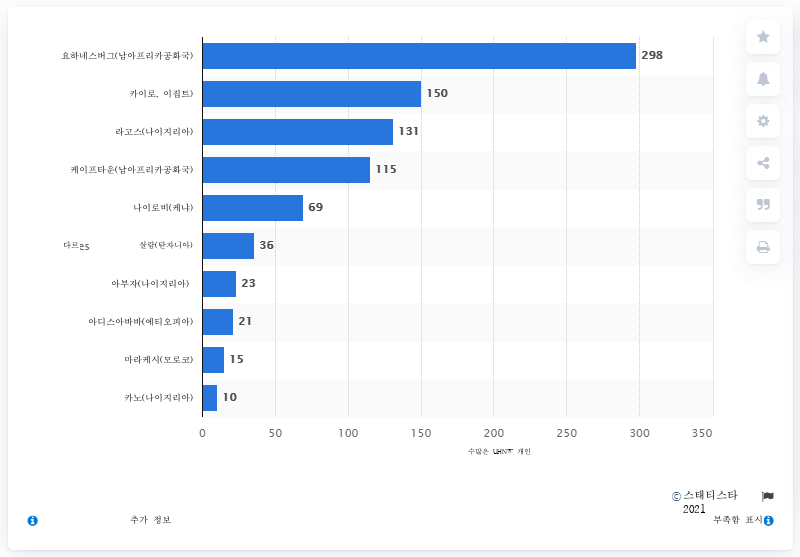 요하네스버그(남아프리카공화국) 298
카이로, 이집트) 150
라고스(나이지리아) 131
케이프타운(남아프리카공화국) 115
나이로비(케냐) 69
다르es 살람(탄자니아) 36
아부자(나이지리아) 23
아디스아바바(에티오피아) 21
마라케시(모로코) 15
카노(나이지리아) 10
0 50 100 150 200 250 300 350
수많은 UHNW 개인
© 스태티스타
2021
추가 정보 부족함 표시